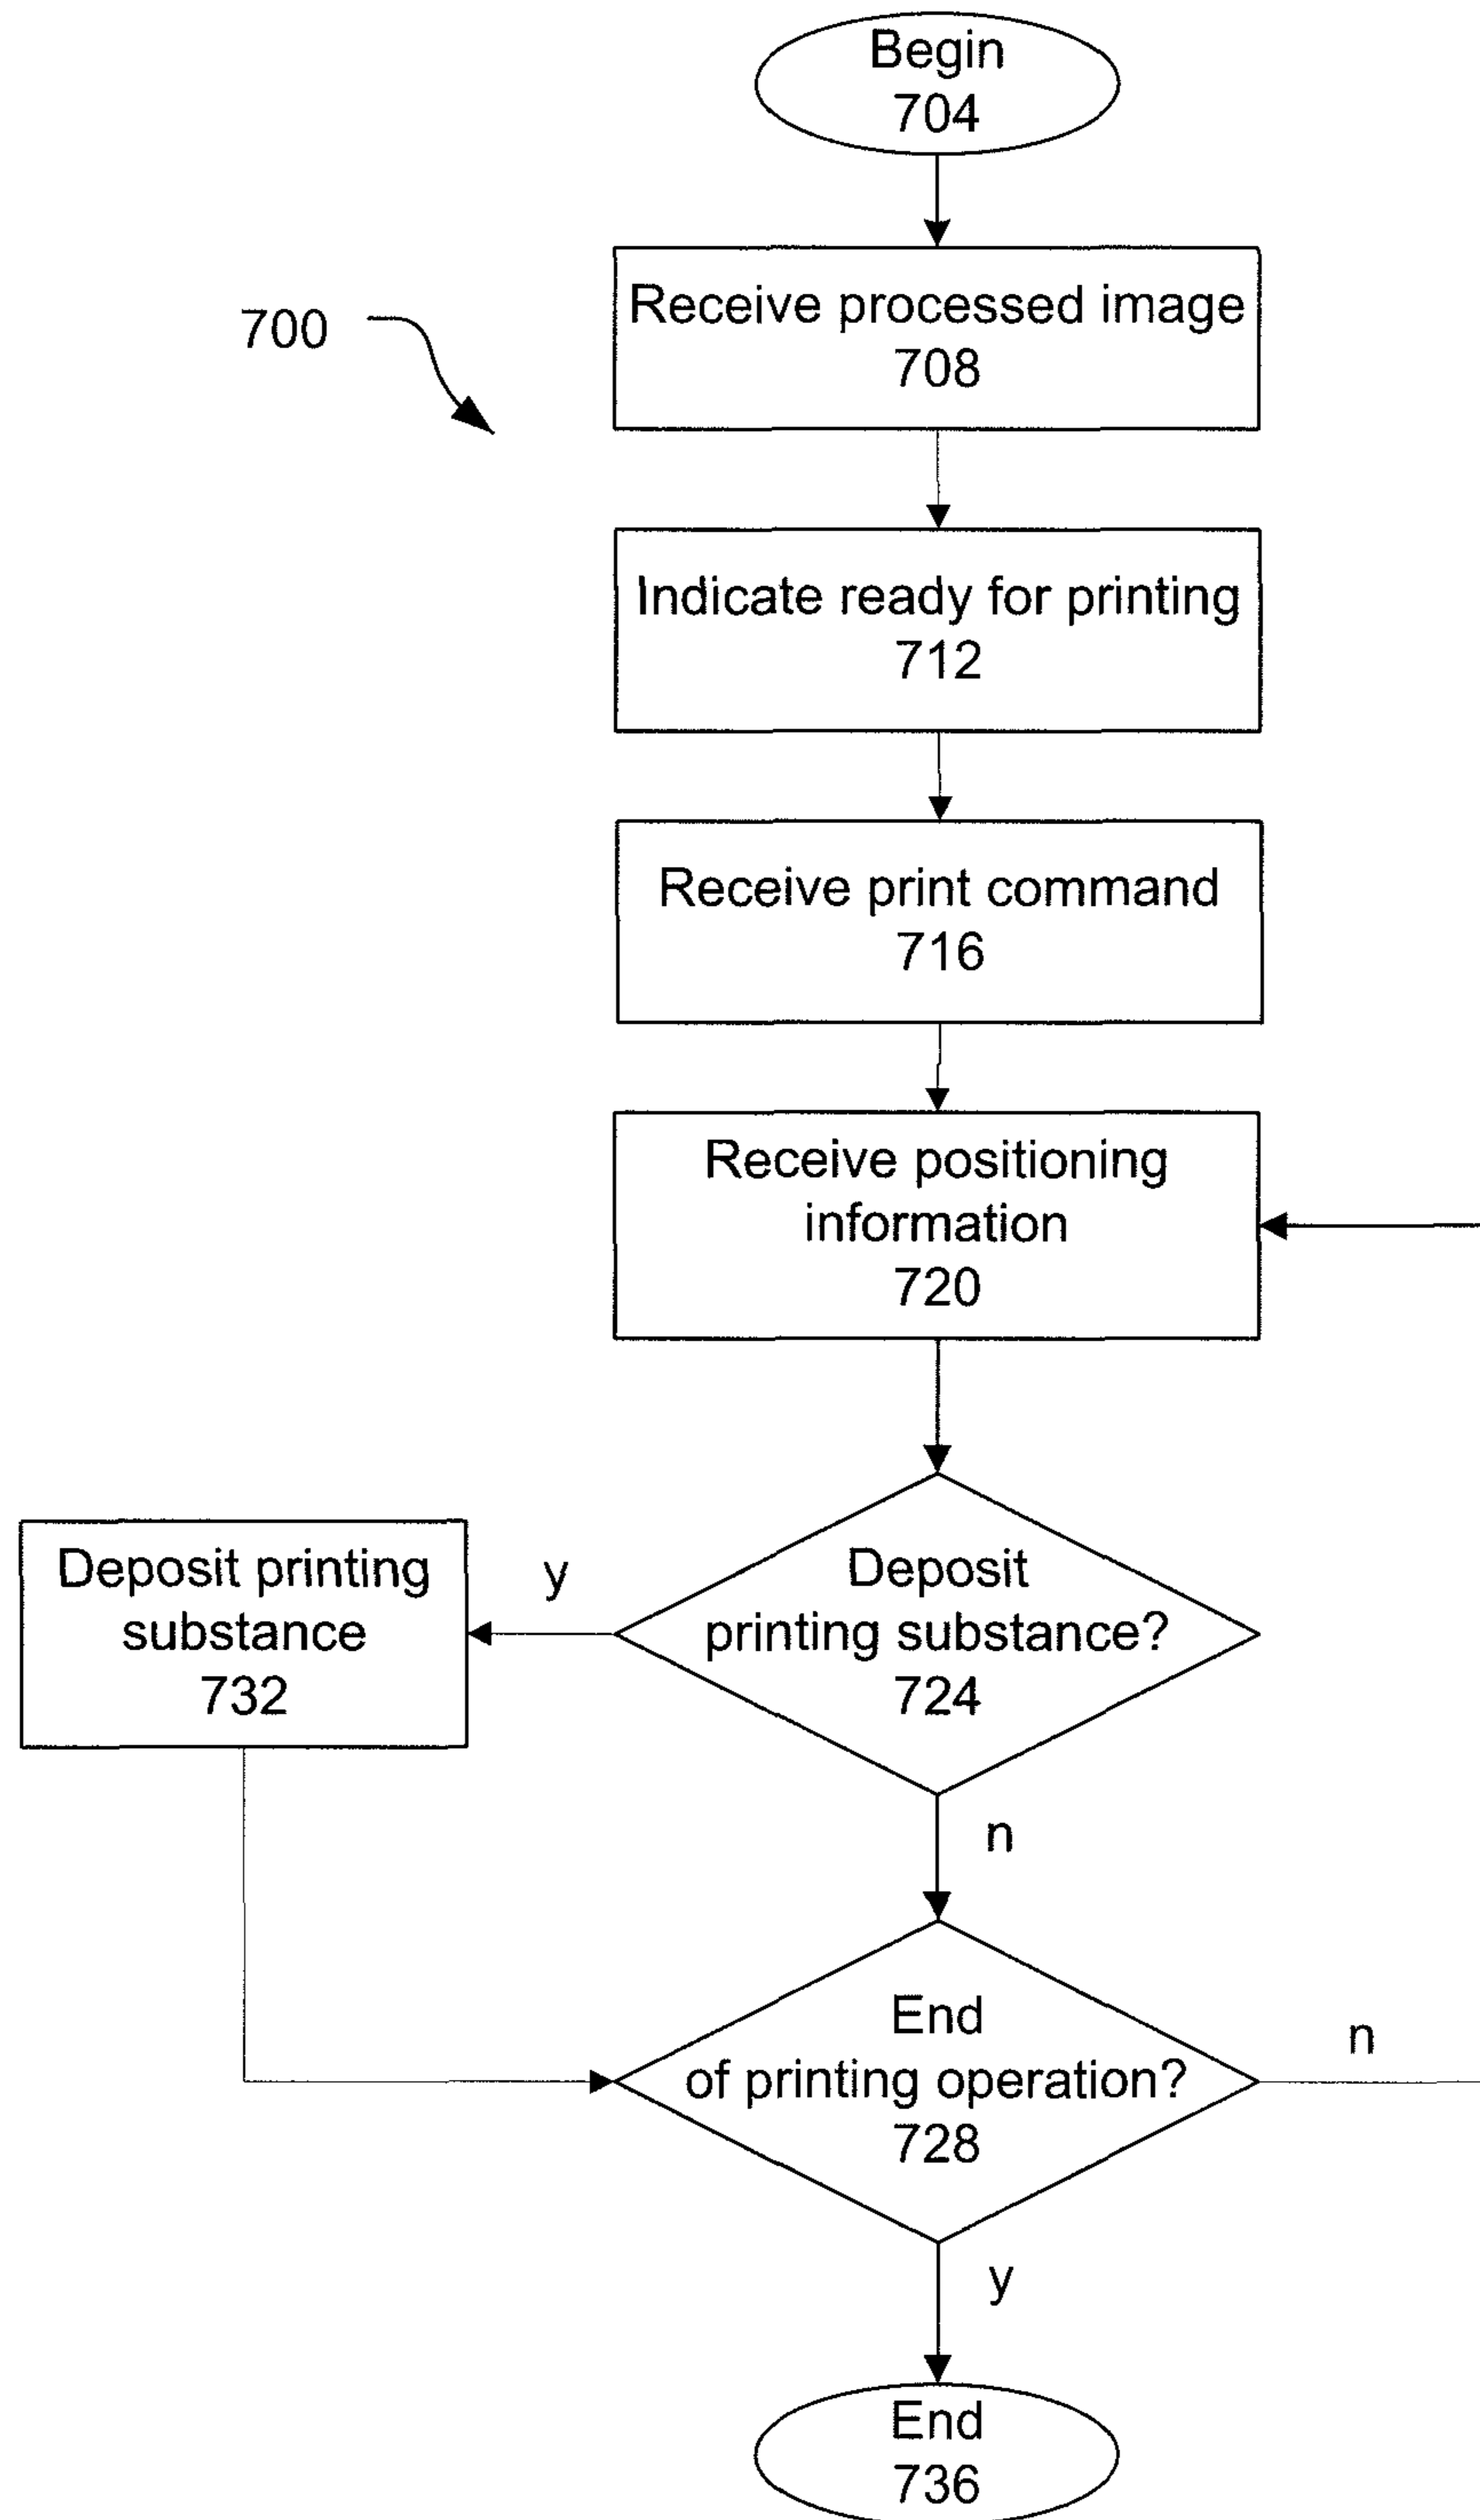 Begin
704
700
Receive processed image
708
Indicate ready for printing
712
Receive print command
716
Receive positioning
information
720
Deposit printing
substance
732
y
Deposit
printing substance?
724
n
End
of printing operation?
728
n
y
End
736